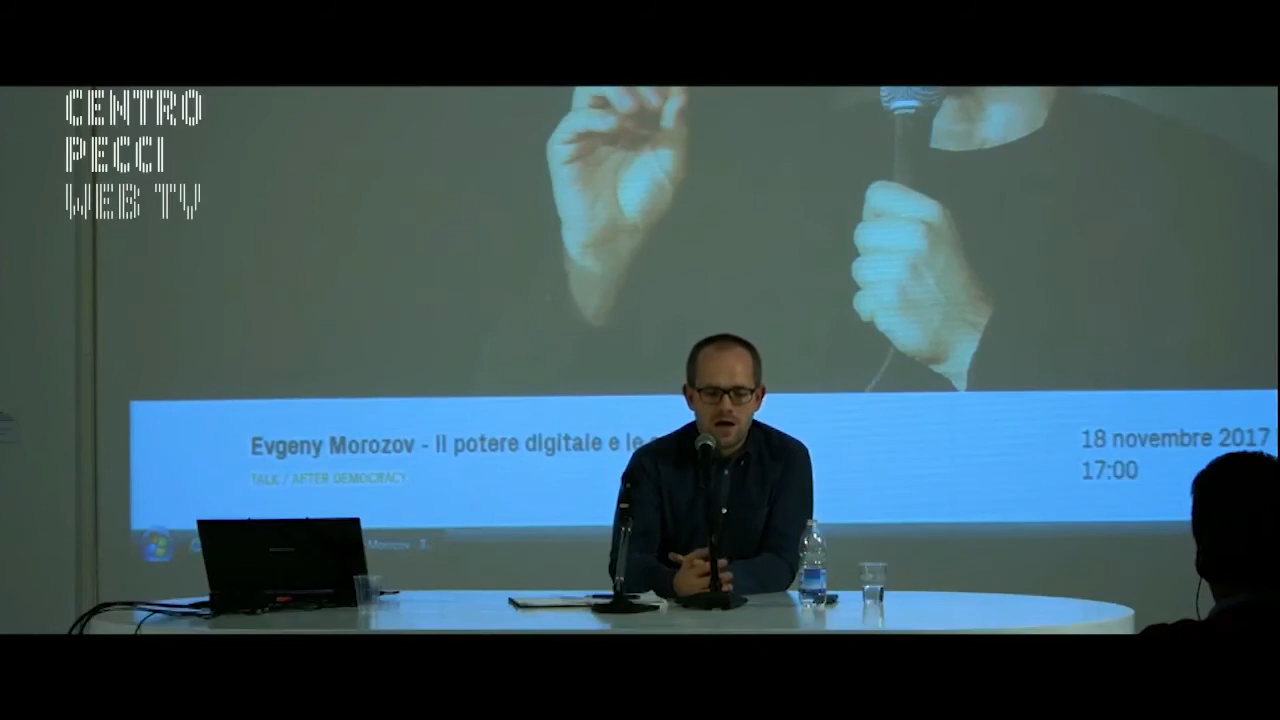 CENTRO
PECCI
WEB TV
Evgeny Morozov - Il potere digitale e le
18 novembre 2017
17:00
TALK / AFTER DEMOCRACY